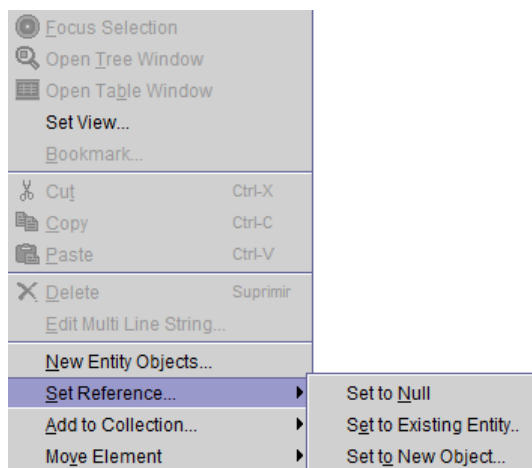 Focus Selection
Open Tree Window
Open Table Window
Set View...
Bookmark...
Cut Ctrl-X
Copy Ctrl-C
Paste Ctrl-V
Delete Suprimir
Edit Multi Line String...
New Entity Objects...
Set Reference...
Set to Null
Add to Collection...
Set to Existing Entity..
Move Element
Set to New Object...